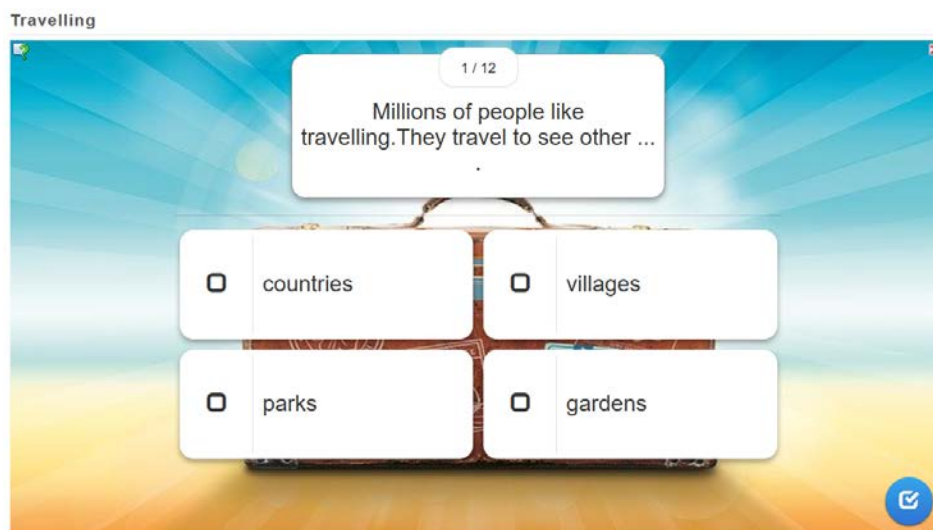 Travelling
1 / 12
Millions of people like
travelling.They travel to see other ...
.
countries
villages
parks
gardens